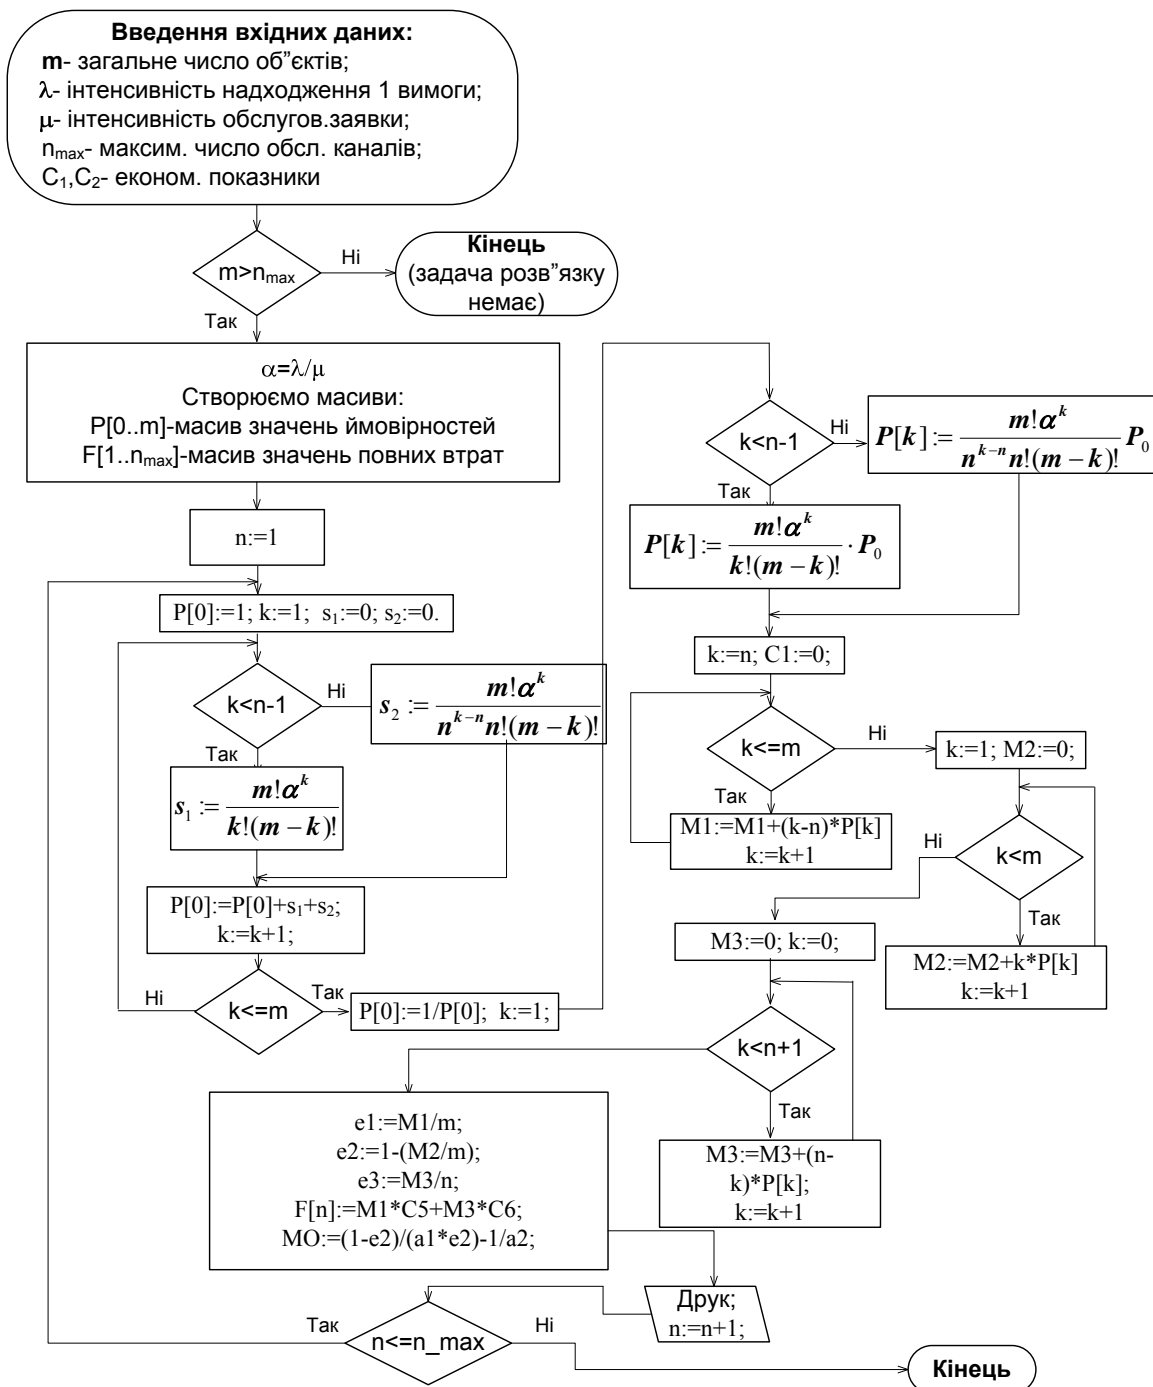 Введення вхідних даних:
m- загальне число об"єктів;
λ- інтенсивність надходження 1 вимоги;
μ- інтенсивність обслугов.заявки;
n_max- максим. число обсл. каналів;
C₁,C₂- економ. показники
m>n_max
Ні
Кінець
(задача розв"язку
немає)
Так
α=λ/μ
Створюємо масиви:
P[0..m]-масив значень ймовірностей
F[1..n_max]-масив значень повних втрат
n:=1
P[0]:=1; k:=1; s₁:=0; s₂:=0.
k<n-1
Ні
s₂ := m!α^k / n^(k−n) n!(m − k)!
Так
s₁ := m!α^k / k!(m − k)!
P[0]:=P[0]+s₁+s₂;
k:=k+1;
Ні
k<=m
Так
P[0]:=1/P[0]; k:=1;
k<n-1
Ні
P[k] := m!α^k / n^(k−n) n!(m − k)! P₀
Так
P[k] := m!α^k / k!(m − k)! · P₀
k:=n; C1:=0;
k<=m
Ні
k:=1; M2:=0;
Так
M1:=M1+(k-n)*P[k]
k:=k+1
Ні
k<m
Так
M2:=M2+k*P[k]
k:=k+1
M3:=0; k:=0;
k<n+1
Так
M3:=M3+(n-
k)*P[k];
k:=k+1
e1:=M1/m;
e2:=1-(M2/m);
e3:=M3/n;
F[n]:=M1*C5+M3*C6;
MO:=(1-e2)/(a1*e2)-1/a2;
Друк;
n:=n+1;
Так
n<=n_max
Ні
Кінець